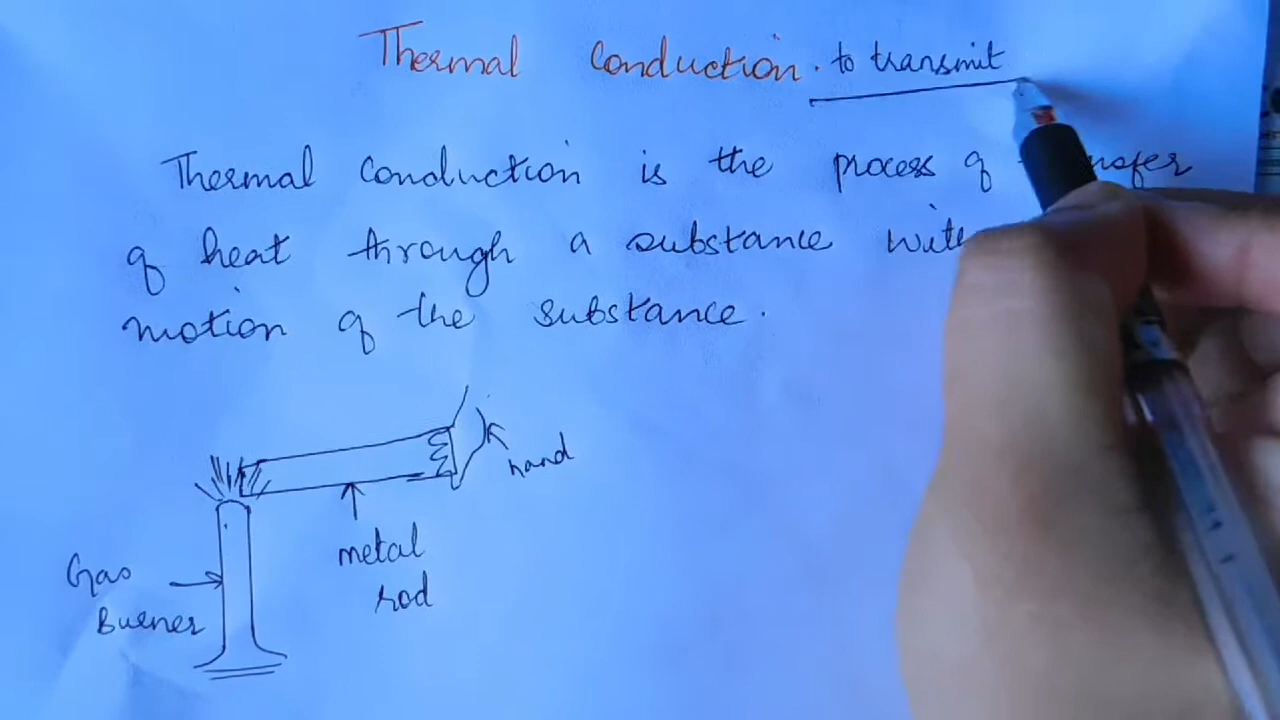 Thermal Conduction. to transmit
Thermal Conduction is the process of
of heat through a substance
motion of the substance.
hand
metal
rod
Gas
Burner